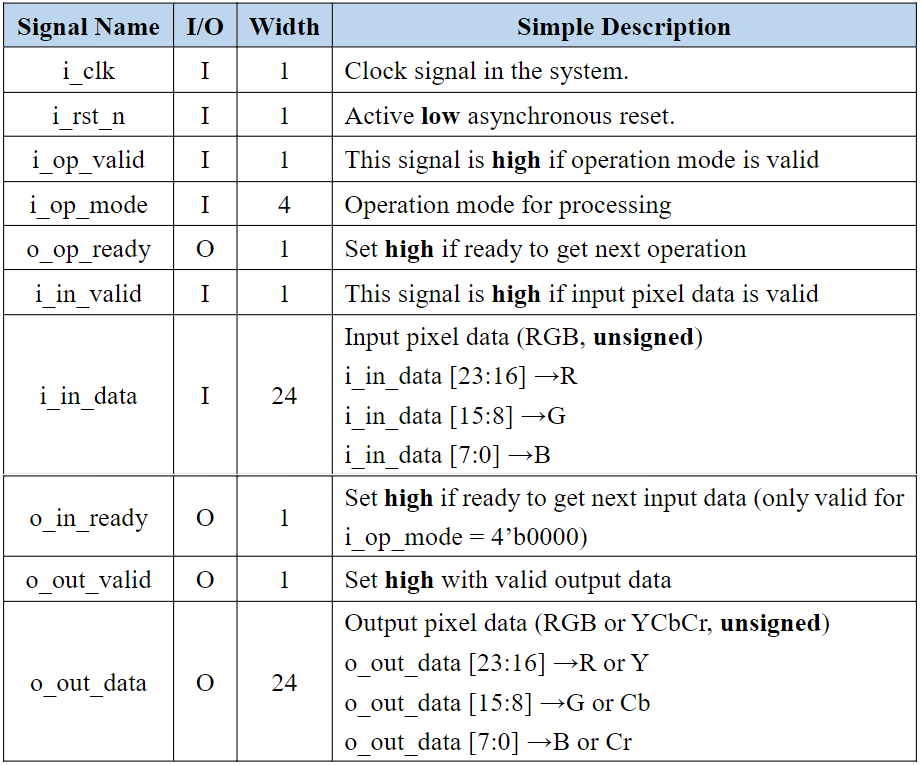 Signal Name I/O Width Simple Description
i_clk I 1 Clock signal in the system.
i_rst_n I 1 Active low asynchronous reset.
i_op_valid I 1 This signal is high if operation mode is valid
i_op_mode I 4 Operation mode for processing
o_op_ready O 1 Set high if ready to get next operation
i_in_valid I 1 This signal is high if input pixel data is valid
i_in_data I 24 Input pixel data (RGB, unsigned)
i_in_data [23:16] →R
i_in_data [15:8] →G
i_in_data [7:0] →B
o_in_ready O 1 Set high if ready to get next input data (only valid for
i_op_mode = 4’b0000)
o_out_valid O 1 Set high with valid output data
o_out_data O 24 Output pixel data (RGB or YCbCr, unsigned)
o_out_data [23:16] →R or Y
o_out_data [15:8] →G or Cb
o_out_data [7:0] →B or Cr